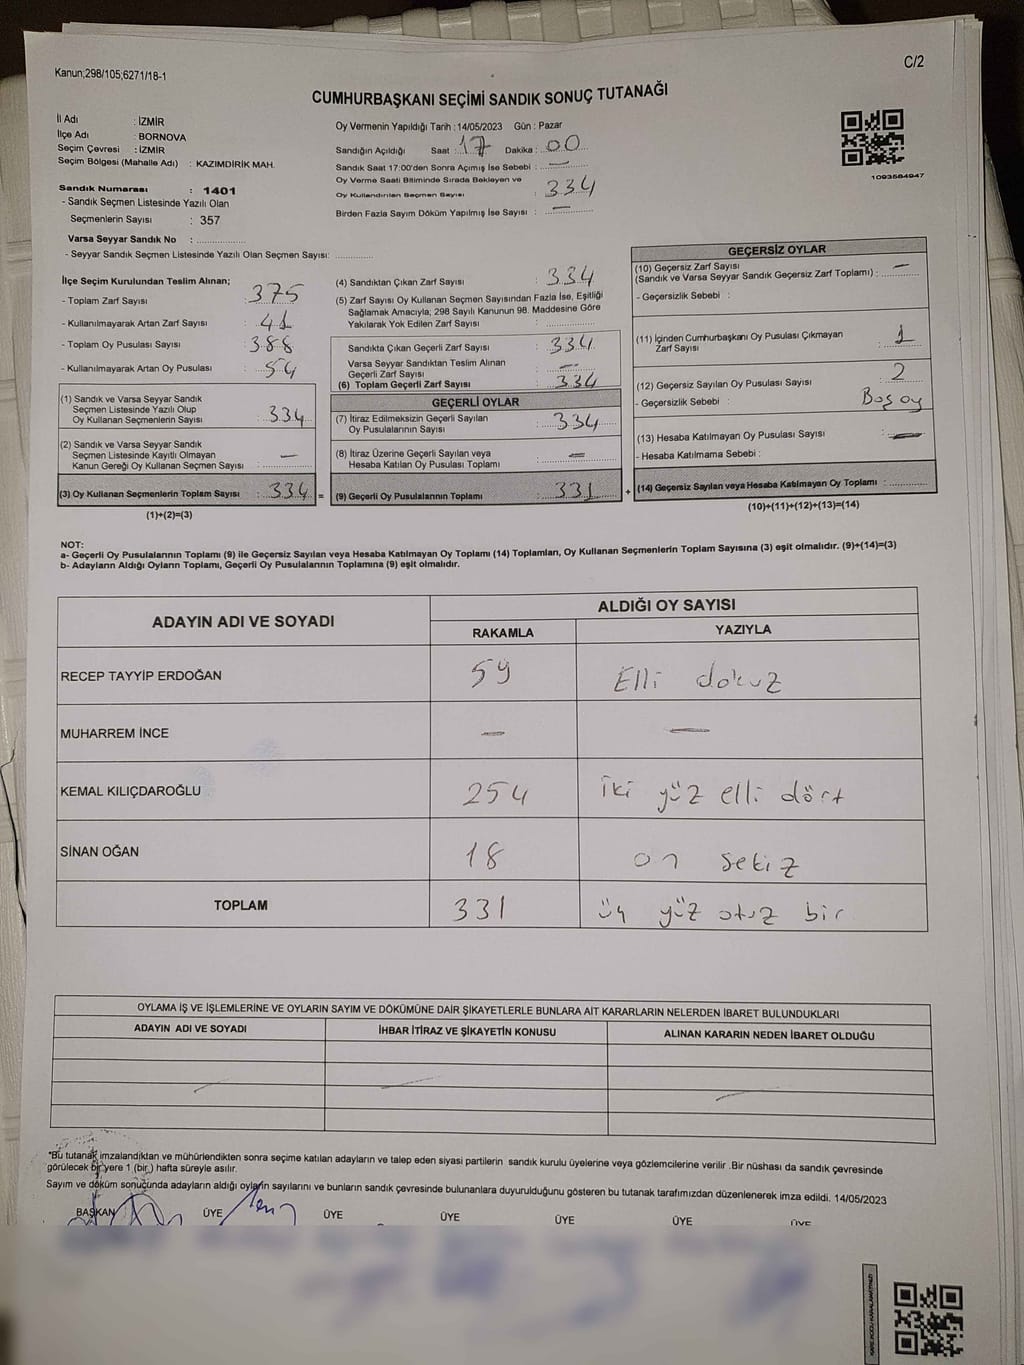 Kanun;298/105;6271/18-1
C/2
CUMHURBAŞKANI SEÇİMİ SANDIK SONUÇ TUTANAĞI
İl Adı : İZMİR
İlçe Adı : BORNOVA
Seçim Çevresi : İZMİR
Seçim Bölgesi (Mahalle Adı) : KAZIMDİRİK MAH.
Sandık Numarası : 1401
- Sandık Seçmen Listesinde Yazılı Olan
Seçmenlerin Sayısı : 357
Varsa Seyyar Sandık No :
- Seyyar Sandık Seçmen Listesinde Yazılı Olan Seçmen Sayısı:
Oy Vermenin Yapıldığı Tarih : 14/05/2023 Gün : Pazar
Sandığın Açıldığı Saat : 17 Dakika : 00
Sandık Saat 17:00'den Sonra Açımış İse Sebebi : —
Oy Verme Saati Bitiminde Sırada Bekleyen ve
Oy Kullandırılan Seçmen Sayısı : 334
Birden Fazla Sayım Döküm Yapılmış İse Sayısı : —
1093584947
İlçe Seçim Kurulundan Teslim Alınan;
- Toplam Zarf Sayısı : 375
- Kullanılmayarak Artan Zarf Sayısı : 41
- Toplam Oy Pusulası Sayısı : 388
- Kullanılmayarak Artan Oy Pusulası : 54
(1) Sandık ve Varsa Seyyar Sandık
Seçmen Listesinde Yazılı Olup
Oy Kullanan Seçmenlerin Sayısı : 334
(2) Sandık ve Varsa Seyyar Sandık
Seçmen Listesinde Kayıtlı Olmayan
Kanun Gereği Oy Kullanan Seçmen Sayısı : —
(3) Oy Kullanan Seçmenlerin Toplam Sayısı : 334 =
(1)+(2)=(3)
(4) Sandıktan Çıkan Zarf Sayısı : 334
(5) Zarf Sayısı Oy Kullanan Seçmen Sayısından Fazla İse, Eşitliği
Sağlamak Amacıyla; 298 Sayılı Kanunun 98. Maddesine Göre
Yakılarak Yok Edilen Zarf Sayısı :
Sandıkta Çıkan Geçerli Zarf Sayısı : 334
Varsa Seyyar Sandıktan Teslim Alınan
Geçerli Zarf Sayısı : —
(6) Toplam Geçerli Zarf Sayısı : 334
GEÇERLİ OYLAR
(7) İtiraz Edilmeksizin Geçerli Sayılan
Oy Pusulalarının Sayısı : 334
(8) İtiraz Üzerine Geçerli Sayılan veya
Hesaba Katılan Oy Pusulası Toplamı : —
(9) Geçerli Oy Pusulalarının Toplamı : 331 +
GEÇERSİZ OYLAR
(10) Geçersiz Zarf Sayısı
(Sandık ve Varsa Seyyar Sandık Geçersiz Zarf Toplamı) : —
- Geçersizlik Sebebi :
(11) İçinden Cumhurbaşkanı Oy Pusulası Çıkmayan
Zarf Sayısı : 1
(12) Geçersiz Sayılan Oy Pusulası Sayısı : 2
- Geçersizlik Sebebi : Boş oy
(13) Hesaba Katılmayan Oy Pusulası Sayısı : —
- Hesaba Katılmama Sebebi :
(14) Geçersiz Sayılan veya Hesaba Katılmayan Oy Toplamı :
(10)+(11)+(12)+(13)=(14)
NOT:
a- Geçerli Oy Pusulalarının Toplamı (9) ile Geçersiz Sayılan veya Hesaba Katılmayan Oy Toplamı (14) Toplamları, Oy Kullanan Seçmenlerin Toplam Sayısına (3) eşit olmalıdır. (9)+(14)=(3)
b- Adayların Aldığı Oyların Toplamı, Geçerli Oy Pusulalarının Toplamına (9) eşit olmalıdır.
ADAYIN ADI VE SOYADI ALDIĞI OY SAYISI
RAKAMLA YAZIYLA
RECEP TAYYİP ERDOĞAN 59 Elli dokuz
MUHARREM İNCE — —
KEMAL KILIÇDAROĞLU 254 iki yüz elli dört
SİNAN OĞAN 18 on sekiz
TOPLAM 331 üç yüz otuz bir
OYLAMA İŞ VE İŞLEMLERİNE VE OYLARIN SAYIM VE DÖKÜMÜNE DAİR ŞİKAYETLERLE BUNLARA AİT KARARLARIN NELERDEN İBARET BULUNDUKLARI
ADAYIN ADI VE SOYADI İHBAR İTİRAZ VE ŞİKAYETİN KONUSU ALINAN KARARIN NEDEN İBARET OLDUĞU
"Bu tutanak imzalandıktan ve mühürlendikten sonra seçime katılan adayların ve talep eden siyasi partilerin sandık kurulu üyelerine veya gözlemcilerine verilir .Bir nüshası da sandık çevresinde
görülecek bir yere 1 (bir) hafta süreyle asılır.
Sayım ve döküm sonucunda adayların aldığı oyların sayılarını ve bunların sandık çevresinde bulunanlara duyurulduğunu gösteren bu tutanak tarafımızdan düzenlenerek imza edildi. 14/05/2023
BAŞKAN ÜYE ÜYE ÜYE ÜYE ÜYE ÜYE